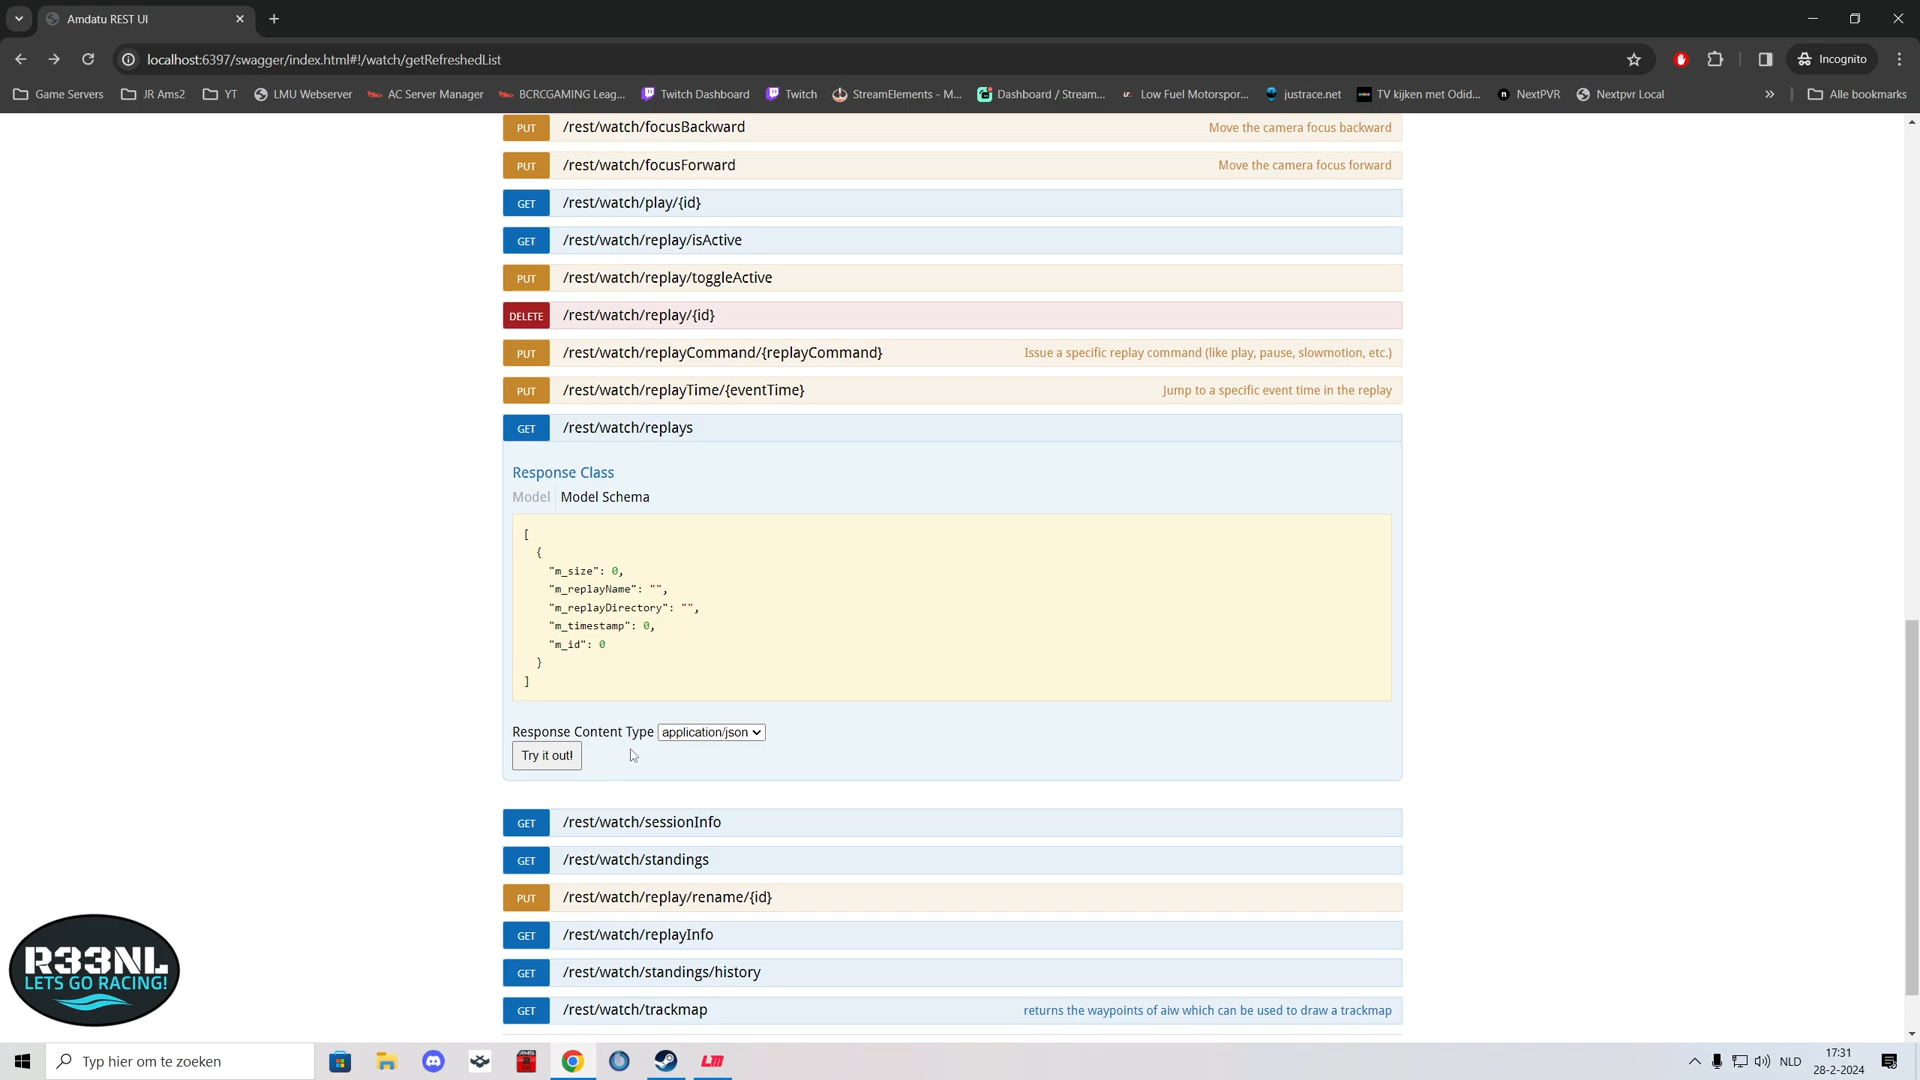 Amdatu REST UI
localhost:6397/swagger/index.html#!/watch/getRefreshedList
Incognito
Game Servers
JR Ams2
YT
LMU Webserver
AC Server Manager
BCRCGAMING Leag...
Twitch Dashboard
Twitch
StreamElements - M...
Dashboard / Stream...
Low Fuel Motorspor...
justrace.net
TV kijken met Odid...
NextPVR
Nextpvr Local
Alle bookmarks
PUT /rest/watch/focusBackward Move the camera focus backward
PUT /rest/watch/focusForward Move the camera focus forward
GET /rest/watch/play/{id}
GET /rest/watch/replay/isActive
PUT /rest/watch/replay/toggleActive
DELETE /rest/watch/replay/{id}
PUT /rest/watch/replayCommand/{replayCommand} Issue a specific replay command (like play, pause, slowmotion, etc.)
PUT /rest/watch/replayTime/{eventTime} Jump to a specific event time in the replay
GET /rest/watch/replays
Response Class
Model Model Schema
[
{
"m_size": 0,
"m_replayName": "",
"m_replayDirectory": "",
"m_timestamp": 0,
"m_id": 0
}
]
Response Content Type application/json
Try it out!
GET /rest/watch/sessionInfo
GET /rest/watch/standings
PUT /rest/watch/replay/rename/{id}
GET /rest/watch/replayInfo
GET /rest/watch/standings/history
GET /rest/watch/trackmap returns the waypoints of aiw which can be used to draw a trackmap
R33NL
LETS GO RACING!
Typ hier om te zoeken
LM
NLD
17:31
28-2-2024